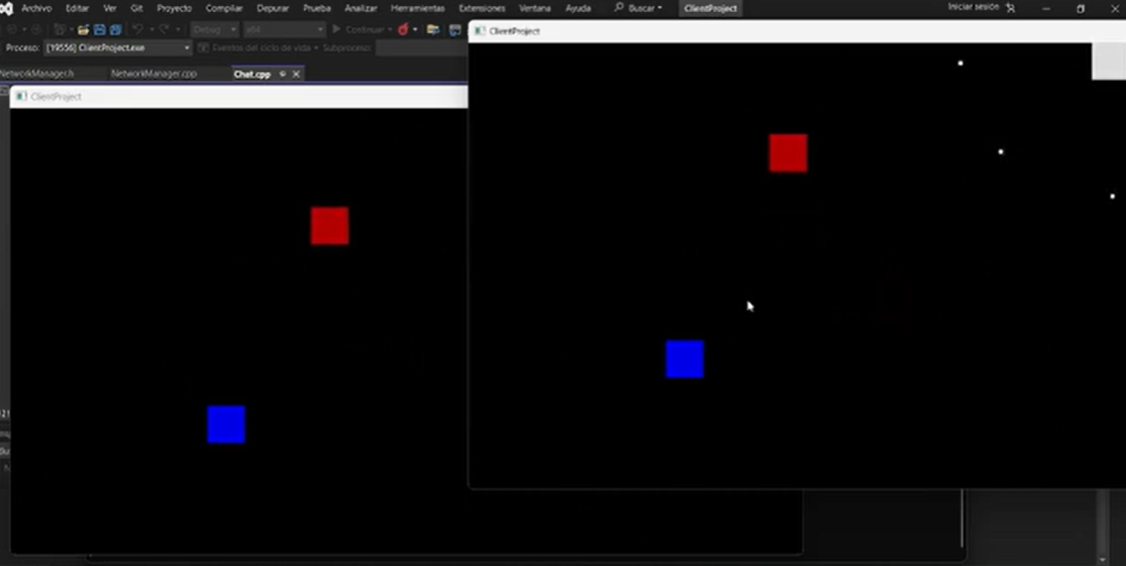 Archivo Editar Ver Git Proyecto Compilar Depurar Prueba Analizar Herramientas Extensiones Ventana Ayuda Buscar ClientProject Iniciar sesión
Debug x64 Continuar
Proceso: [19556] ClientProject.exe Eventos del ciclo de vida Subproceso:
NetworkManager.h NetworkManager.cpp Chat.cpp
ClientProject
ClientProject